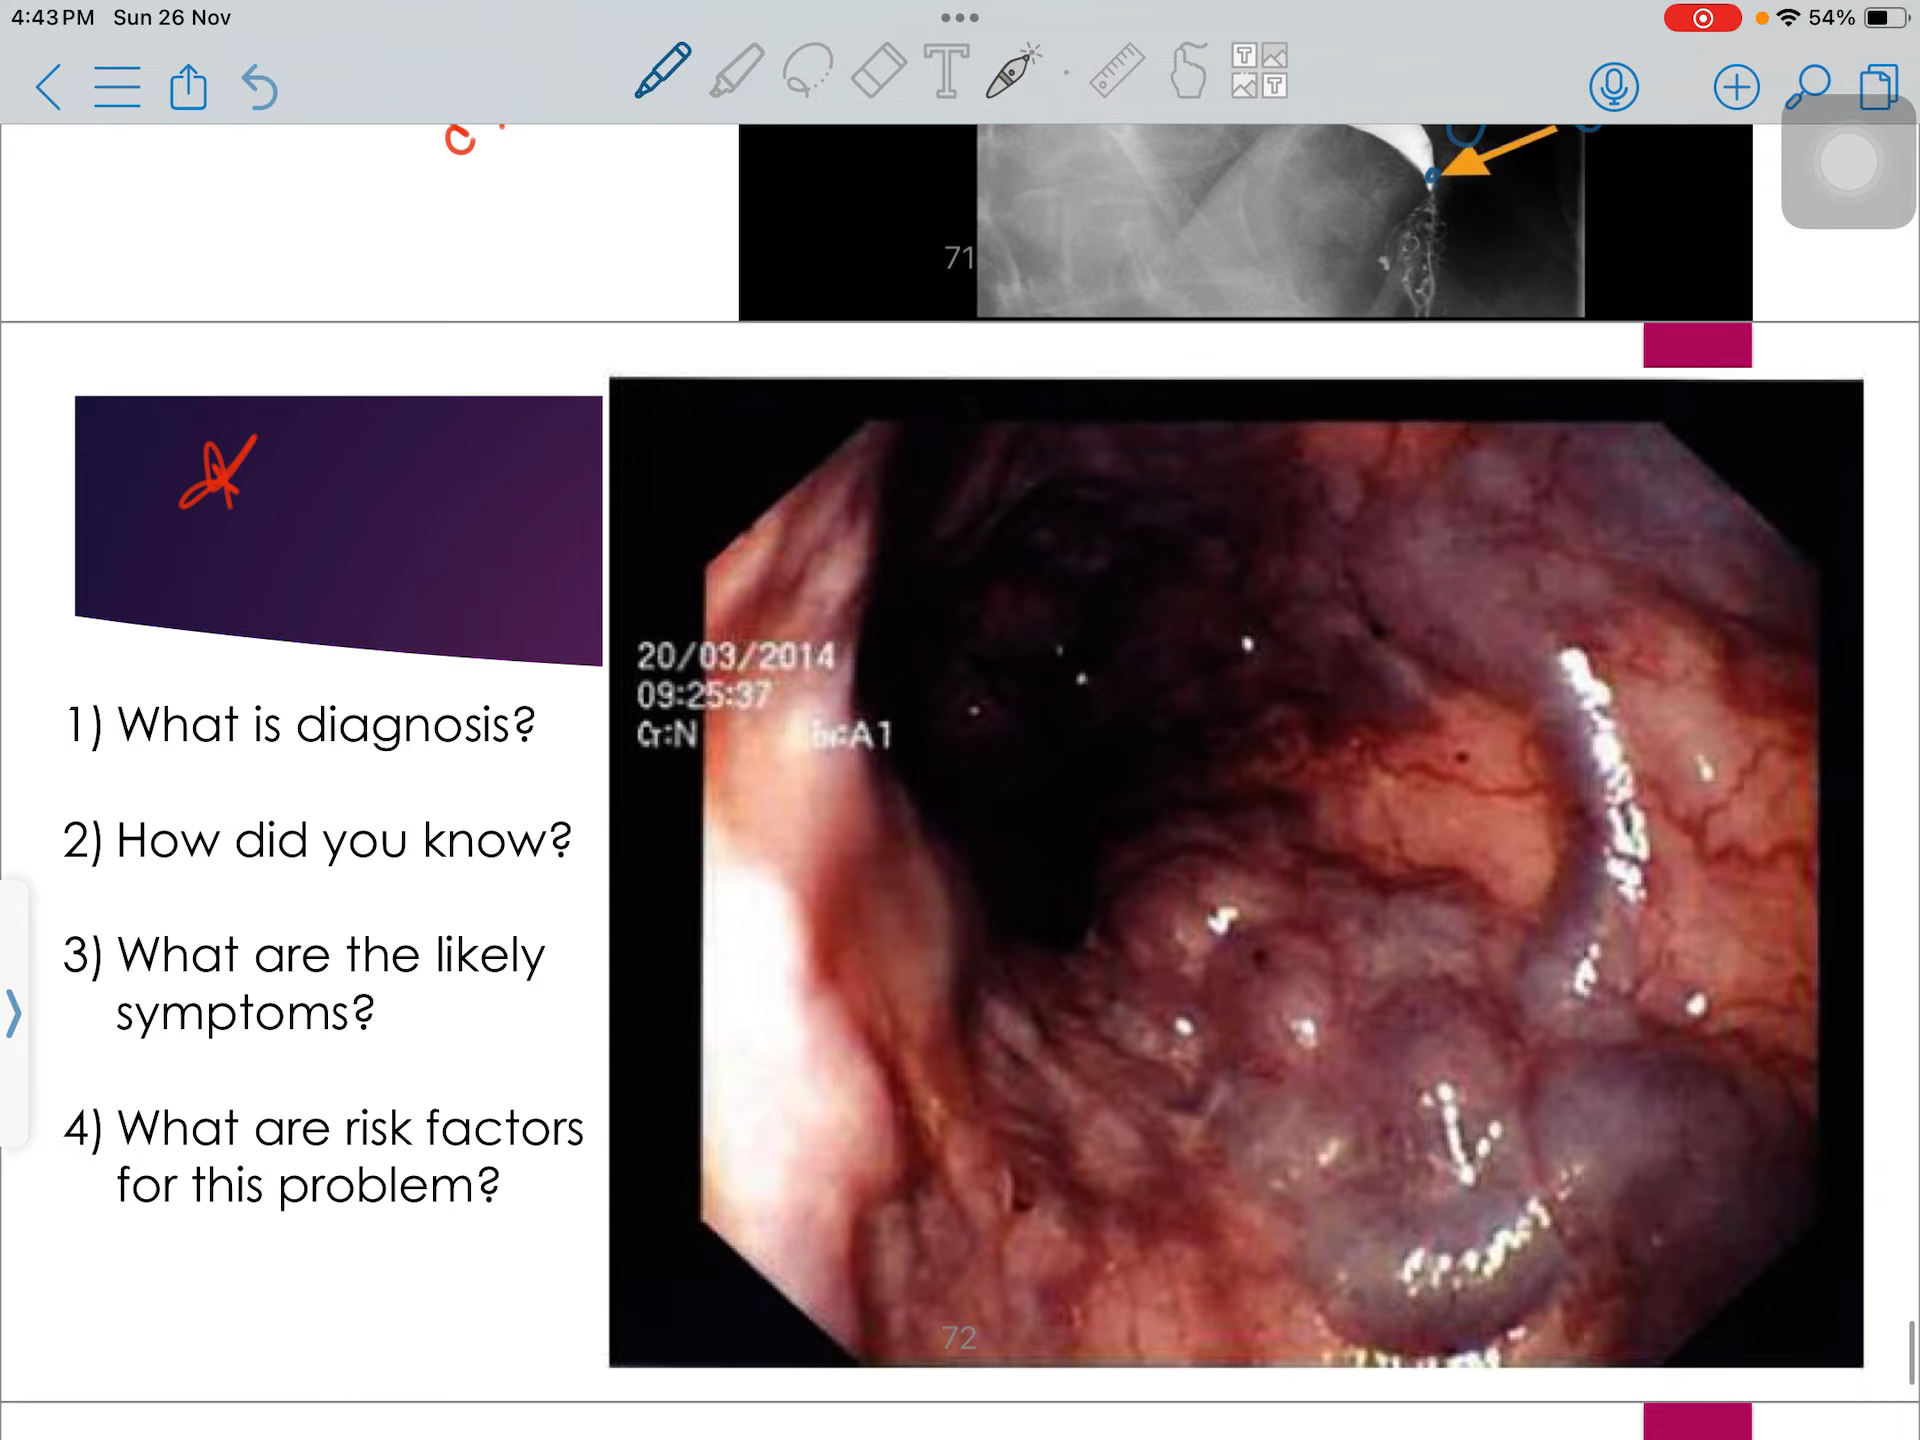 4:43 PM Sun 26 Nov
54%
71
20/03/2014
09:25:37
Cr:N A1
1) What is diagnosis?
2) How did you know?
3) What are the likely
symptoms?
4) What are risk factors
for this problem?
72